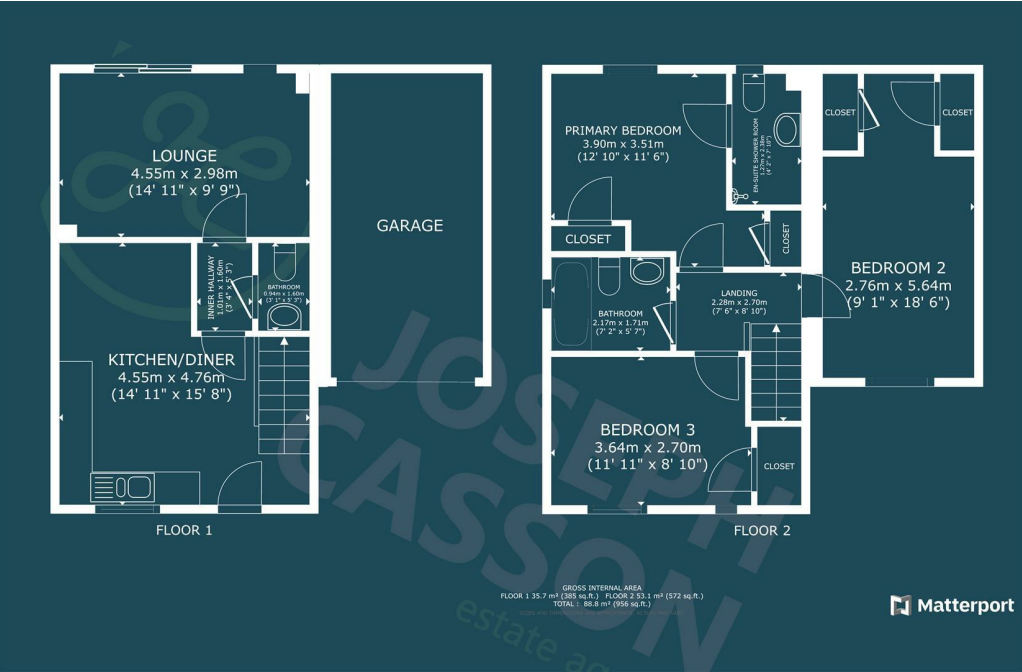 LOUNGE
4.55m x 2.98m
(14' 11" x 9' 9")
GARAGE
INNER HALLWAY
1.01m x 1.60m
(3' 4" x 5' 3")
BATHROOM
0.94m x 1.60m
(3' 1" x 5' 3")
KITCHEN/DINER
4.55m x 4.76m
(14' 11" x 15' 8")
FLOOR 1
PRIMARY BEDROOM
3.90m x 3.51m
(12' 10" x 11' 6")
EN-SUITE SHOWER ROOM
1.27m x 2.38m
(4' 2" x 7' 10")
CLOSET
CLOSET
CLOSET
CLOSET
BEDROOM 2
2.76m x 5.64m
(9' 1" x 18' 6")
BATHROOM
2.17m x 1.71m
(7' 2" x 5' 7")
LANDING
2.28m x 2.70m
(7' 6" x 8' 10")
BEDROOM 3
3.64m x 2.70m
(11' 11" x 8' 10")
CLOSET
FLOOR 2
JOSEPH
CASSON
estate ag
GROSS INTERNAL AREA
FLOOR 1 35.7 m² (385 sq.ft.) FLOOR 2 53.1 m² (572 sq.ft.)
TOTAL : 88.8 m² (956 sq.ft.)
Matterport